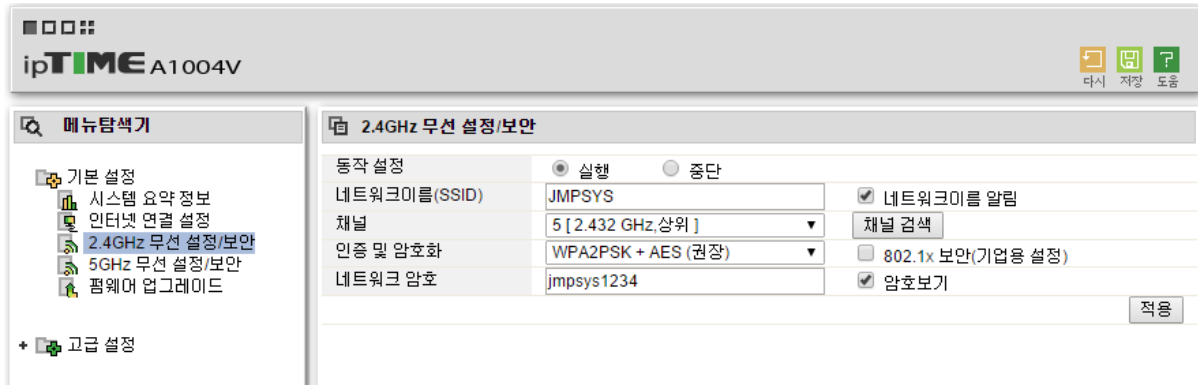 ipTIME A1004V
다시 저장 도움
메뉴탐색기
기본 설정
시스템 요약 정보
인터넷 연결 설정
2.4GHz 무선 설정/보안
5GHz 무선 설정/보안
펌웨어 업그레이드
+ 고급 설정
2.4GHz 무선 설정/보안
동작 설정 실행 중단
네트워크이름(SSID) JMPSYS 네트워크이름 알림
채널 5 [ 2.432 GHz,상위 ] 채널 검색
인증 및 암호화 WPA2PSK + AES (권장) 802.1x 보안(기업용 설정)
네트워크 암호 jmpsys1234 암호보기
적용